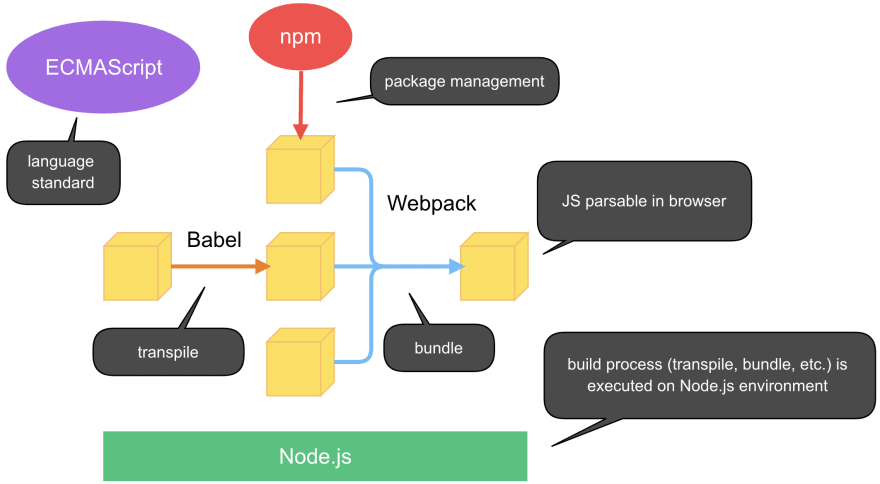 npm
ECMAScript
package management
language
standard
Webpack
JS parsable in browser
Babel
transpile
bundle
build process (transpile, bundle, etc.) is
executed on Node.js environment
Node.js